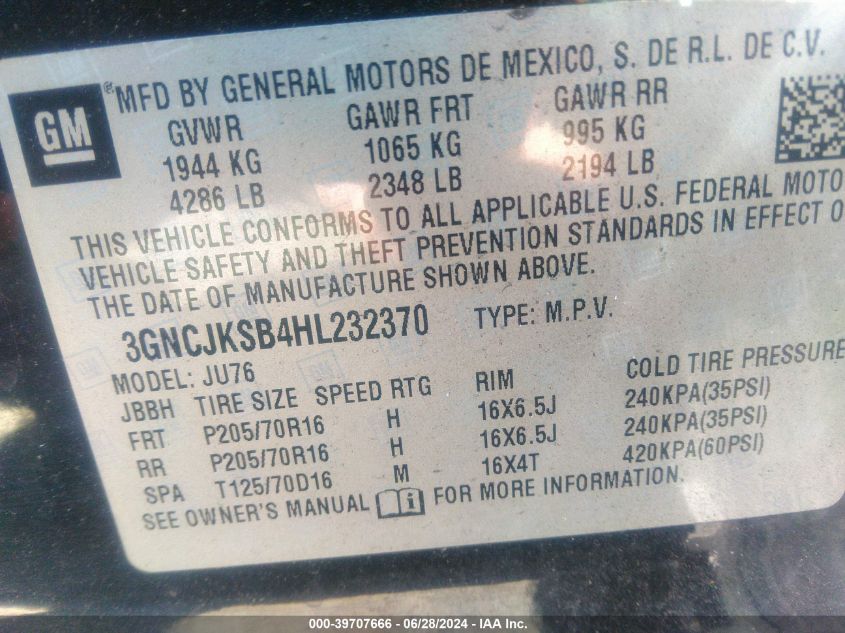 GM
®MFD BY GENERAL MOTORS DE MEXICO, S. DE R.L. DE C.V.
GVWR GAWR FRT GAWR RR
1944 KG 1065 KG 995 KG
4286 LB 2348 LB 2194 LB
THIS VEHICLE CONFORMS TO ALL APPLICABLE U.S. FEDERAL MOTO
VEHICLE SAFETY AND THEFT PREVENTION STANDARDS IN EFFECT O
THE DATE OF MANUFACTURE SHOWN ABOVE.
3GNCJKSB4HL232370 TYPE: M.P.V.
MODEL: JU76
JBBH TIRE SIZE SPEED RTG RIM COLD TIRE PRESSURE
FRT P205/70R16 H 16X6.5J 240KPA(35PSI)
RR P205/70R16 H 16X6.5J 240KPA(35PSI)
SPA T125/70D16 M 16X4T 420KPA(60PSI)
SEE OWNER'S MANUAL i FOR MORE INFORMATION.
000-39707666 - 06/28/2024 - IAA Inc.